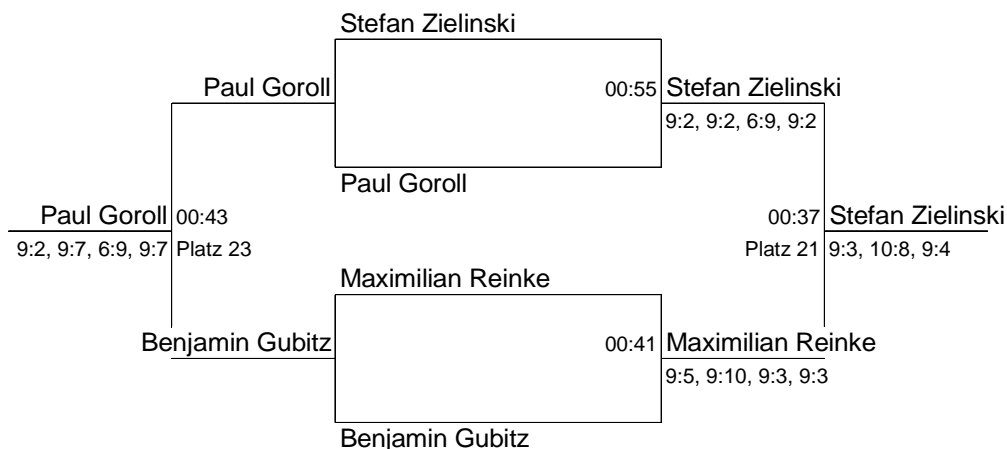 Stefan Zielinski
Paul Goroll 00:55 Stefan Zielinski
9:2, 9:2, 6:9, 9:2
Paul Goroll
Paul Goroll 00:43 00:37 Stefan Zielinski
9:2, 9:7, 6:9, 9:7 Platz 23 Platz 21 9:3, 10:8, 9:4
Maximilian Reinke
Benjamin Gubitz 00:41 Maximilian Reinke
9:5, 9:10, 9:3, 9:3
Benjamin Gubitz